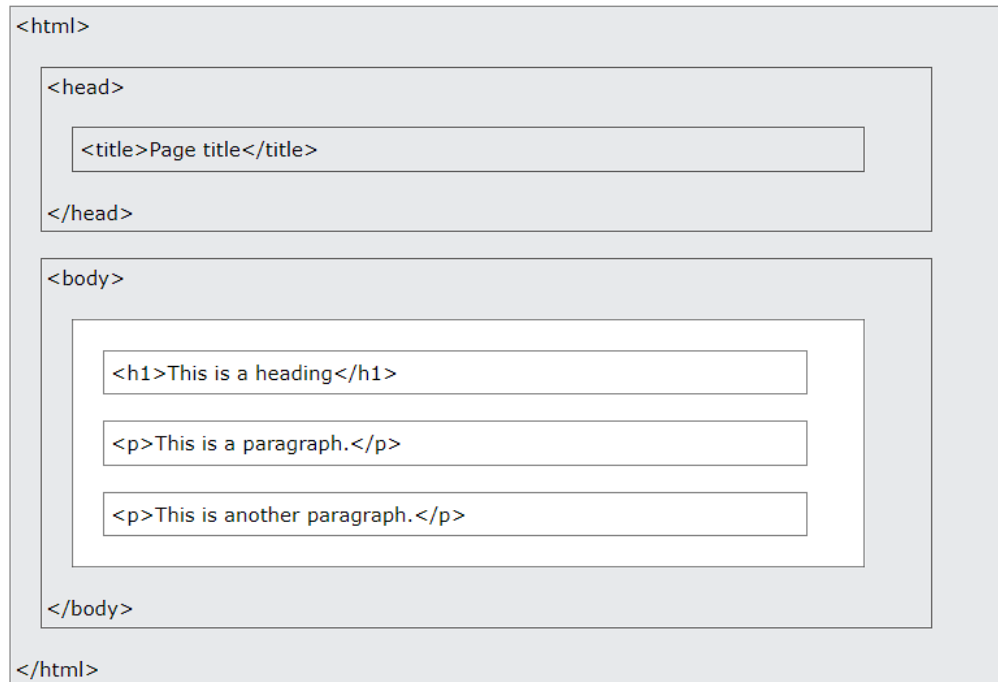 <html>
<head>
<title>Page title</title>
</head>
<body>
<h1>This is a heading</h1>
<p>This is a paragraph.</p>
<p>This is another paragraph.</p>
</body>
</html>